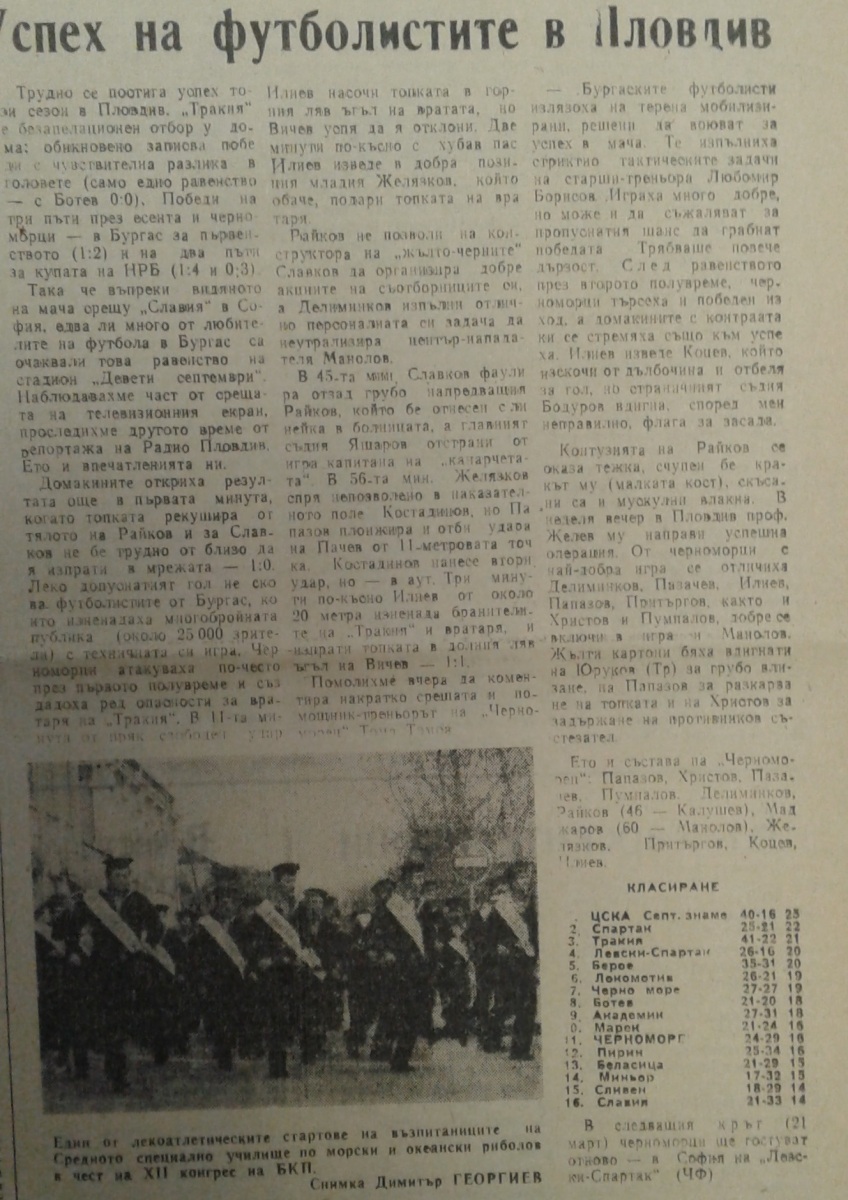 Успех на футболистите в Пловдив
Трудно се постига успех то-
зи сезон в Пловдив. „Тракия“
е безапелационен отбор у до-
ма: обикновено записва побе
ди с чувствителна разлика в
головете (само едно равенство
— с Ботев 0:0). Победи на
три пъти през есента и черно-
морци — в Бургас за първен-
ството (1:2) и на два пъти
за купата на НРБ (1:4 и 0:3).
Така че въпреки видяното
на мача срещу „Славия“ в Со-
фия, едва ли много от любите-
лите на футбола в Бургас са
очаквали това равенство на
стадион „Девети септември“.
Наблюдавахме част от среща-
та на телевизионния екран,
проследихме другото време от
репортажа на Радио Пловдив.
Ето и впечатленията ни.
Домакините откриха резул-
тата още в първата минута,
когато топката рекушира от
тялото на Райков и за Слав-
ков не бе трудно от близо да
я изпрати в мрежата — 1:0.
Леко допуснатият гол не ско
ва футболистите от Бургас, ко
ито изненадаха многобройната
публика (около 25 000 зрите-
ли) с техничната си игра. Чер
номорци атакуваха по-често
през първото полувреме и съз
дадоха ред опасности за вра-
таря на „Тракия“. В 11-та ми-
нута от пряк свободен удар
Илиев насочи топката в гор-
ния ляв ъгъл на вратата, но
Вичев успя да я отклони. Две
минути по-късно с хубав пас
Илиев изведе в добра пози-
ция младия Желязков, който
обаче, подари топката на вра
таря.
Райков не позволи на кон-
структора на „жълто-черните“
Славков да организира добре
акциите на съотборниците си,
а Делиминков изпълни отлич-
но персоналната си задача да
неутрализира център-напада-
теля Манолов.
В 45-та мин. Славков фаули
ра отзад грубо напредващия
Райков, който бе отнесен с ли
нейка в болницата, а главният
съдия Яшаров отстрани от
игра капитана на „канарчета-
та“. В 56-та мин. Желязков
спря непозволено в наказател-
ното поле Костадинов, но Па
пазов плонжира и отби удара
на Пачев от 11-метровата точ
ка. Костадинов нанесе втори
удар, но — в аут. Три мину-
ти по-късно Илиев от около
20 метра изненада бранители-
те на „Тракия“ и вратаря, и
изпрати топката в долния ляв
ъгъл на Вичев — 1:1.
Помолихме вчера да комен-
тира накратко срещата и по-
мощник-треньорът на „Черно-
морец“ Тома Томов
— Бургаските футболисти
излязоха на терена мобилизи-
рани, решени да воюват за
успех в мача. Те изпълниха
стриктно тактическите задачи
на старши-треньора Любомир
Борисов. Играха много добре,
но може и да съжаляват за
пропуснатия шанс да грабнат
победата Трябваше повече
дързост. След равенството
през второто полувреме, чер-
номорци търсеха и победен из
ход, а домакините с контраата
ки се стремяха също към успе
ха. Илиев изведе Коцев, който
изскочи от дълбочина и отбеля
за гол, но страничният съдия
Бодуров вдигна, според мен
неправилно, флага за засада.
Контузията на Райков се
оказа тежка, счупен бе кра-
кът му (малката кост), скъса-
ни са и мускулни влакна. В
неделя вечер в Пловдив проф.
Желев му направи успешна
операция. От черноморци с
най-добра игра се отличиха
Делиминков, Пазачев, Илиев,
Папазов, Притъргов, както и
Христов и Пумпалов, добре се
включи в игра и Манолов.
Жълти картони бяха вдигнати
на Юруков (Тр) за грубо вли-
зане, на Папазов за разкарва
не на топката и на Христов за
задържане на противников със-
тезател.
Ето и състава на „Черномо-
рец“: Папазов, Христов, Паза-
чев, Пумпалов, Делиминков,
Райков (46 — Калушев), Мад
жаров (60 — Манолов), Же-
лязков, Притъргов, Коцев,
Илиев.
КЛАСИРАНЕ
1. ЦСКА Септ. знаме 40-16 25
2. Спартак 25-21 22
3. Тракия 41-22 21
4. Левски-Спартак 26-16 20
5. Берое 35-31 20
6. Локомотив 26-21 19
7. Черно море 27-27 19
8. Ботев 21-20 18
9. Академик 27-31 18
0. Марек 21-24 16
11. ЧЕРНОМОРЕЦ 24-29 16
12. Пирин 25-34 16
13. Беласица 21-29 15
14. Миньор 17-32 15
15. Сливен 18-29 14
16. Славия 21-33 14
В следващия кръг (21
март) черноморци ще гостуват
отново — в София на „Левс-
ки-Спартак“ (ЧФ)
Един от лекоатлетическите стартове на възпитаниците на
Средното специално училище по морски и океански риболов
в чест на XII конгрес на БКП.
Снимка Димитър ГЕОРГИЕВ